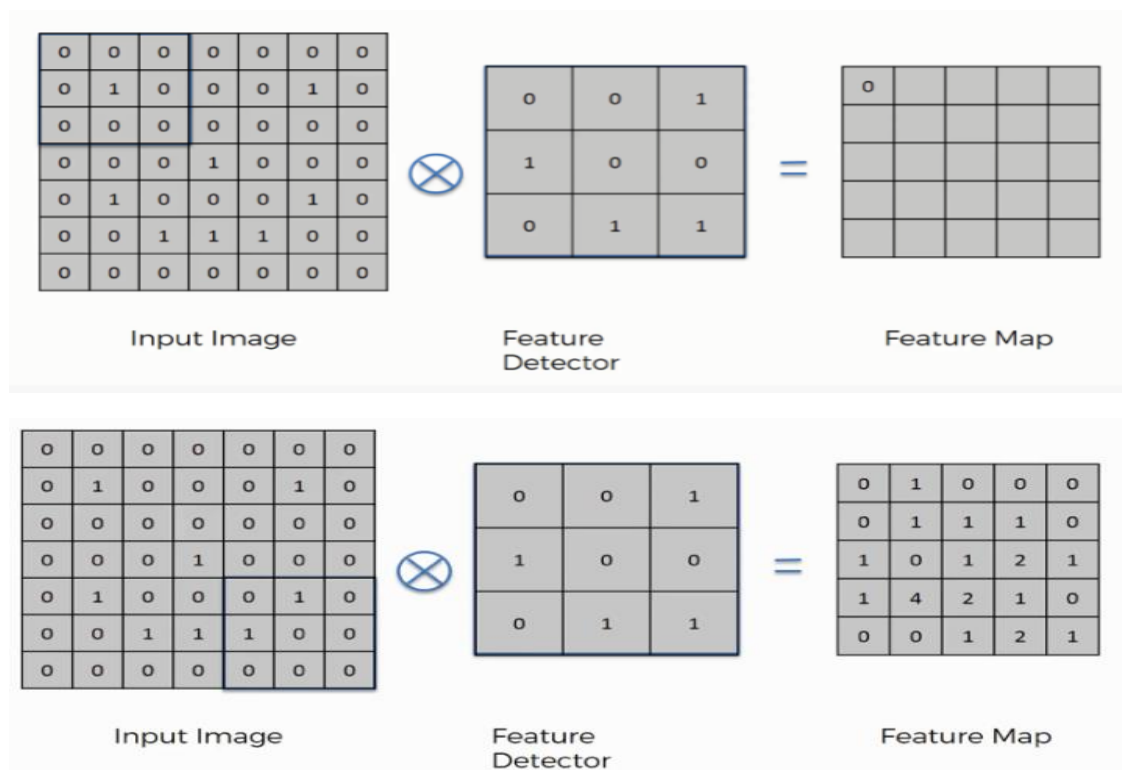 0 0 0 0 0 0 0
0 1 0 0 0 1 0
0 0 0 0 0 0 0
0 0 0 1 0 0 0
0 1 0 0 0 1 0
0 0 1 1 1 0 0
0 0 0 0 0 0 0
0 0 1
1 0 0
0 1 1
=
0
Input Image
Feature
Detector
Feature Map
0 0 0 0 0 0 0
0 1 0 0 0 1 0
0 0 0 0 0 0 0
0 0 0 1 0 0 0
0 1 0 0 0 1 0
0 0 1 1 1 0 0
0 0 0 0 0 0 0
0 0 1
1 0 0
0 1 1
=
0 1 0 0 0
0 1 1 1 0
1 0 1 2 1
1 4 2 1 0
0 0 1 2 1
Input Image
Feature
Detector
Feature Map